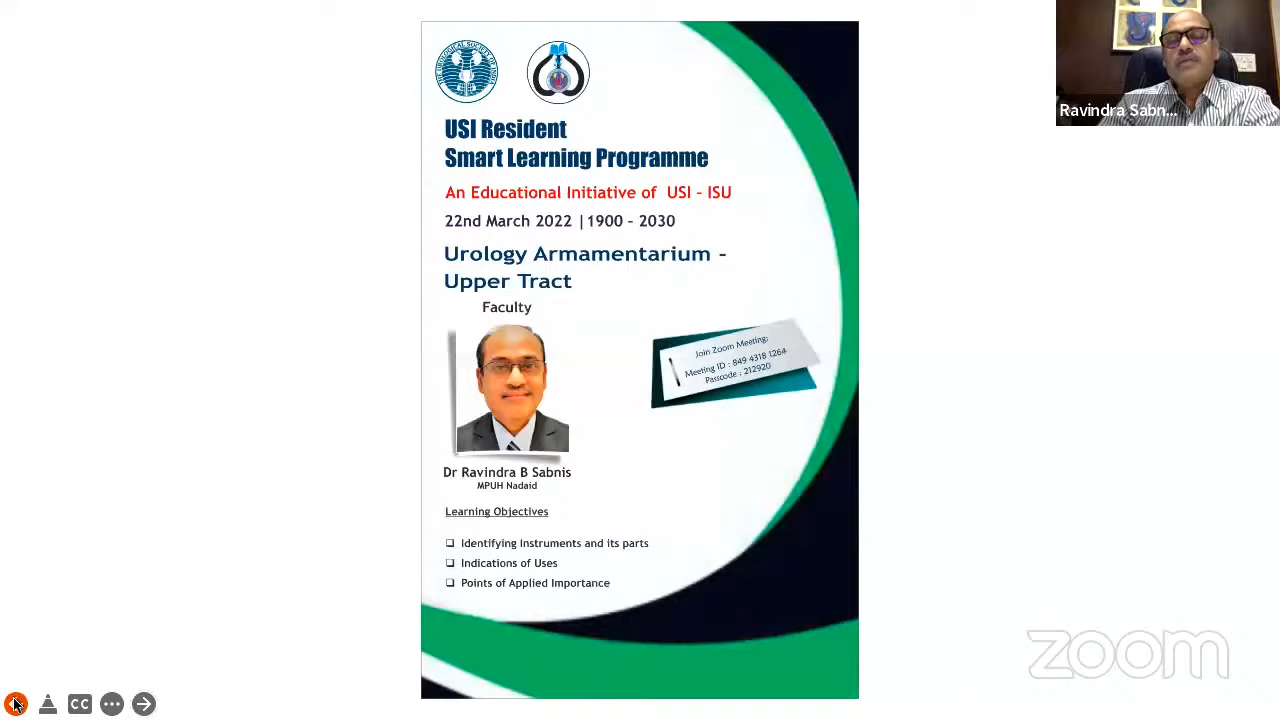 USI Resident
Smart Learning Programme
An Educational Initiative of USI - ISU
22nd March 2022 | 1900 - 2030
Urology Armamentarium -
Upper Tract
Faculty
Join Zoom Meeting:
Meeting ID : 849 4318 1264
Passcode : 212920
Dr Ravindra B Sabnis
MPUH Nadaid
Learning Objectives
Identifying Instruments and its parts
Indications of Uses
Points of Applied Importance
Ravindra Sabn...
zoom
CC